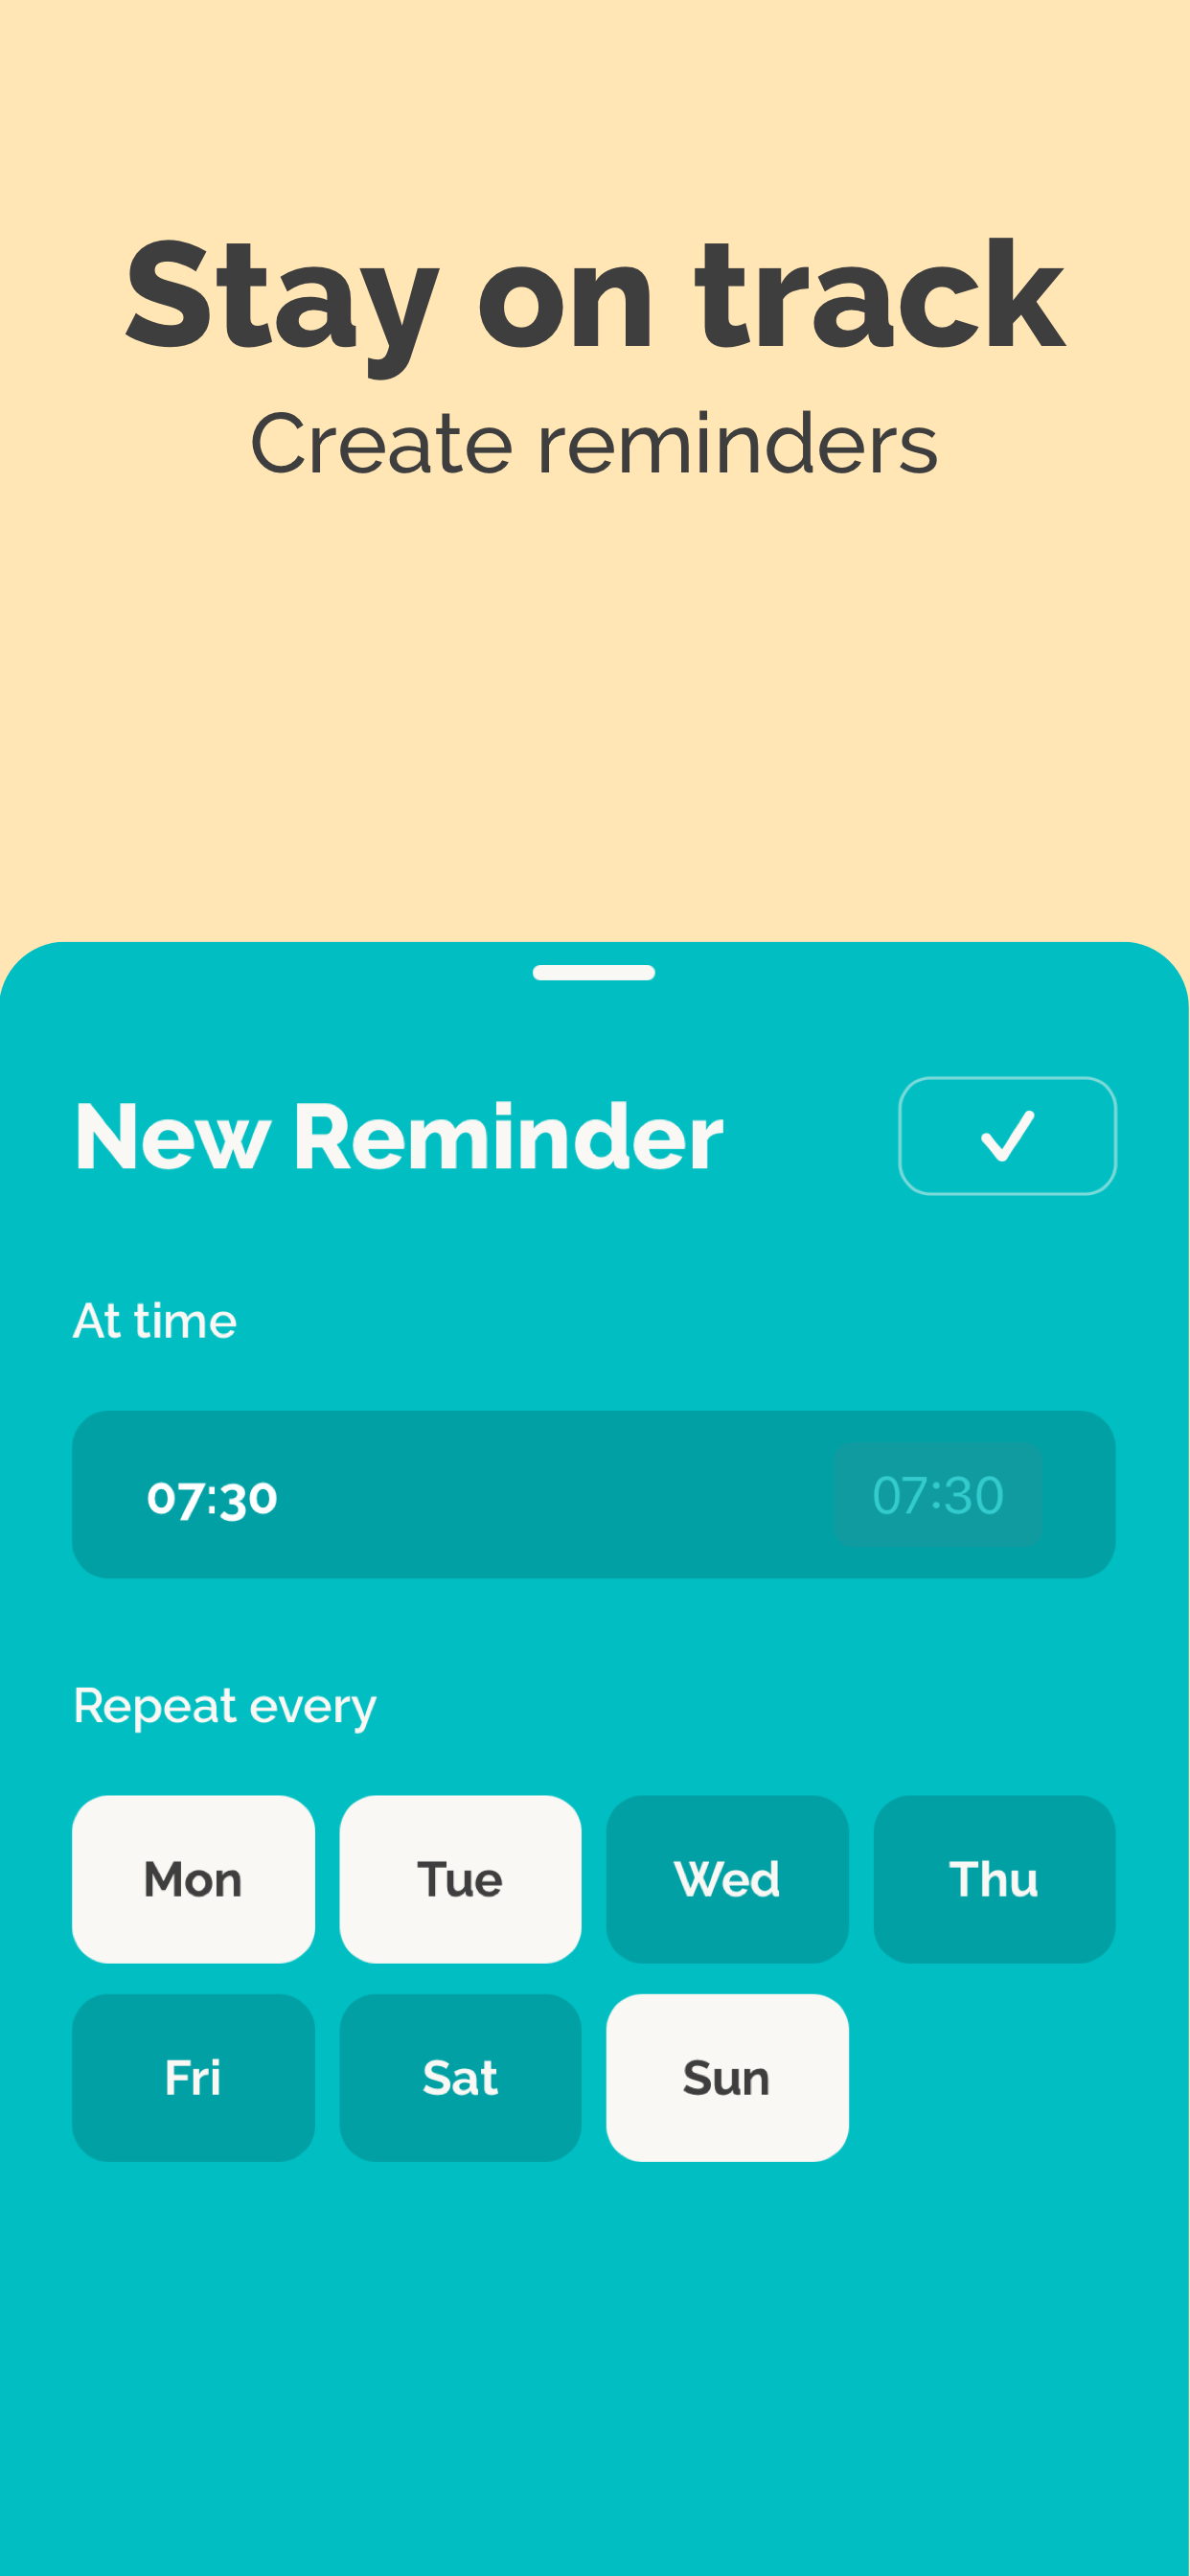 Stay on track
Create reminders
New Reminder
At time
07:30 07:30
Repeat every
Mon Tue Wed Thu
Fri Sat Sun